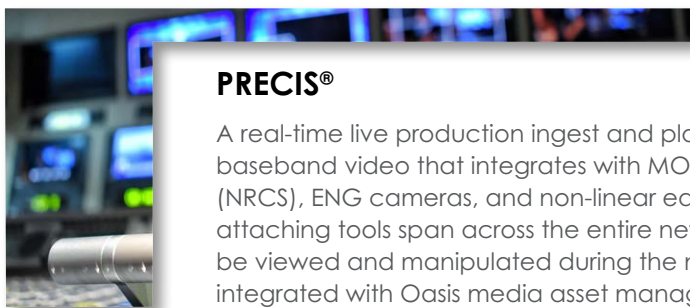 PRECIS®
A real-time live production ingest and
baseband video that integrates with
(NRCS), ENG cameras, and non-linear
attaching tools span across the entire
be viewed and manipulated during the
integrated with Oasis media asset